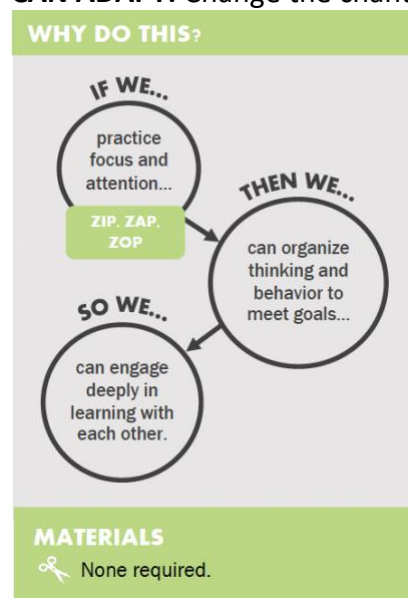 CAN ADAPT: Change the chant
WHY DO THIS?
IF WE...
practice
focus and
attention...
ZIP, ZAP,
ZOP
THEN WE...
can organize
thinking and
behavior to
meet goals...
SO WE...
can engage
deeply in
learning with
each other.
MATERIALS
None required.